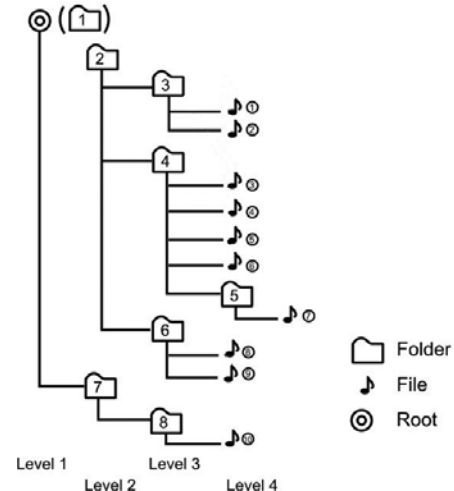 (1)
2
3
①
②
4
③
④
⑤
⑥
5
⑦
6
⑧
⑨
7
8
⑩
Folder
File
Root
Level 1
Level 2
Level 3
Level 4